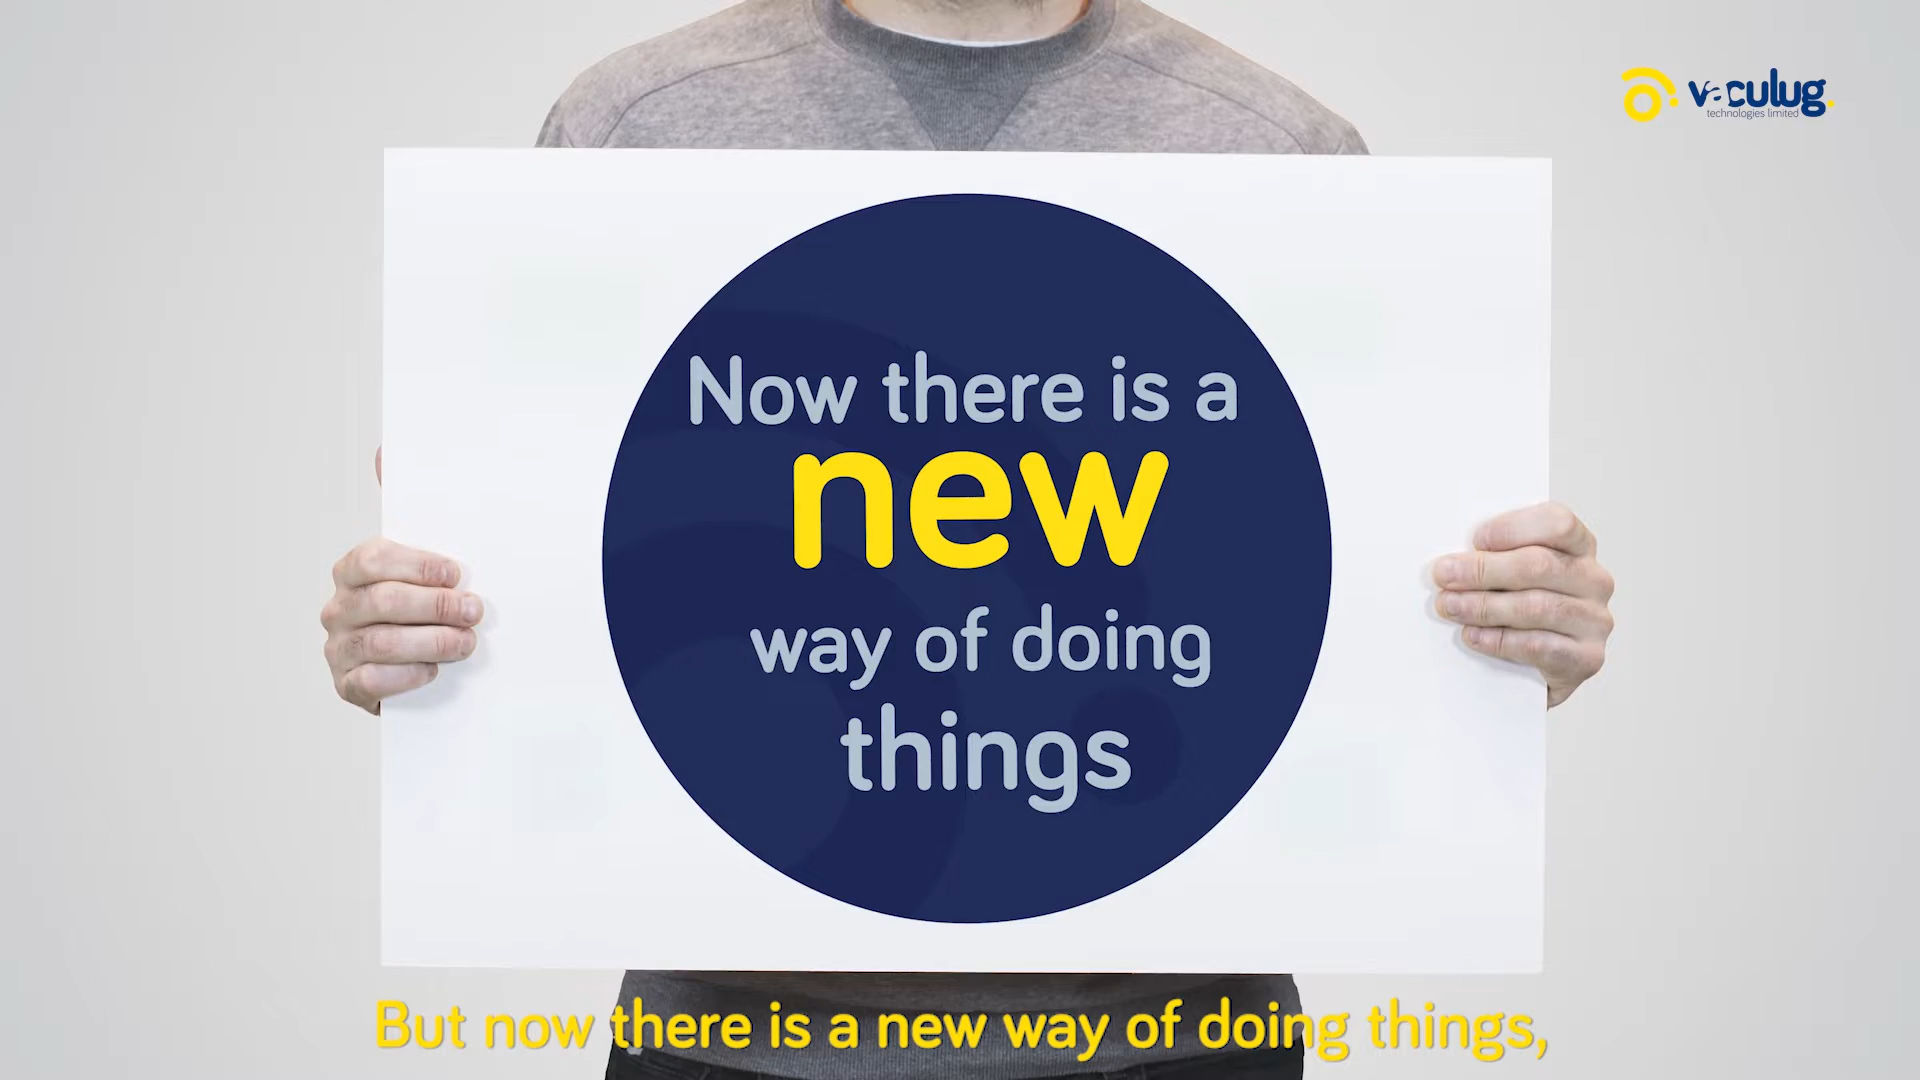 vaculug.
technologies limited
Now there is a
new
way of doing
things
But now there is a new way of doing things,